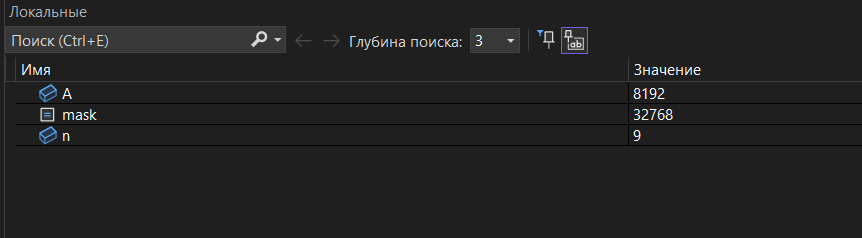 Локальные
Поиск (Ctrl+E) Глубина поиска: 3
Имя Значение
A 8192
mask 32768
n 9